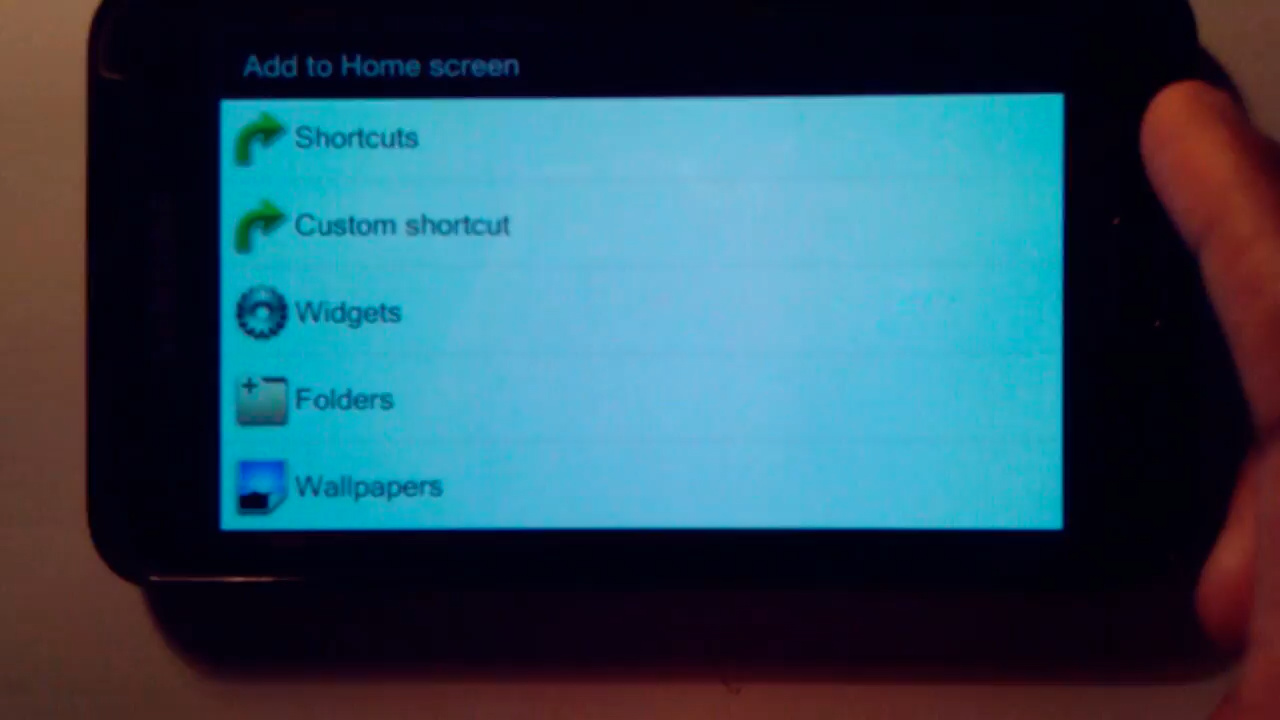 Add to Home screen
Shortcuts
Custom shortcut
Widgets
Folders
Wallpapers